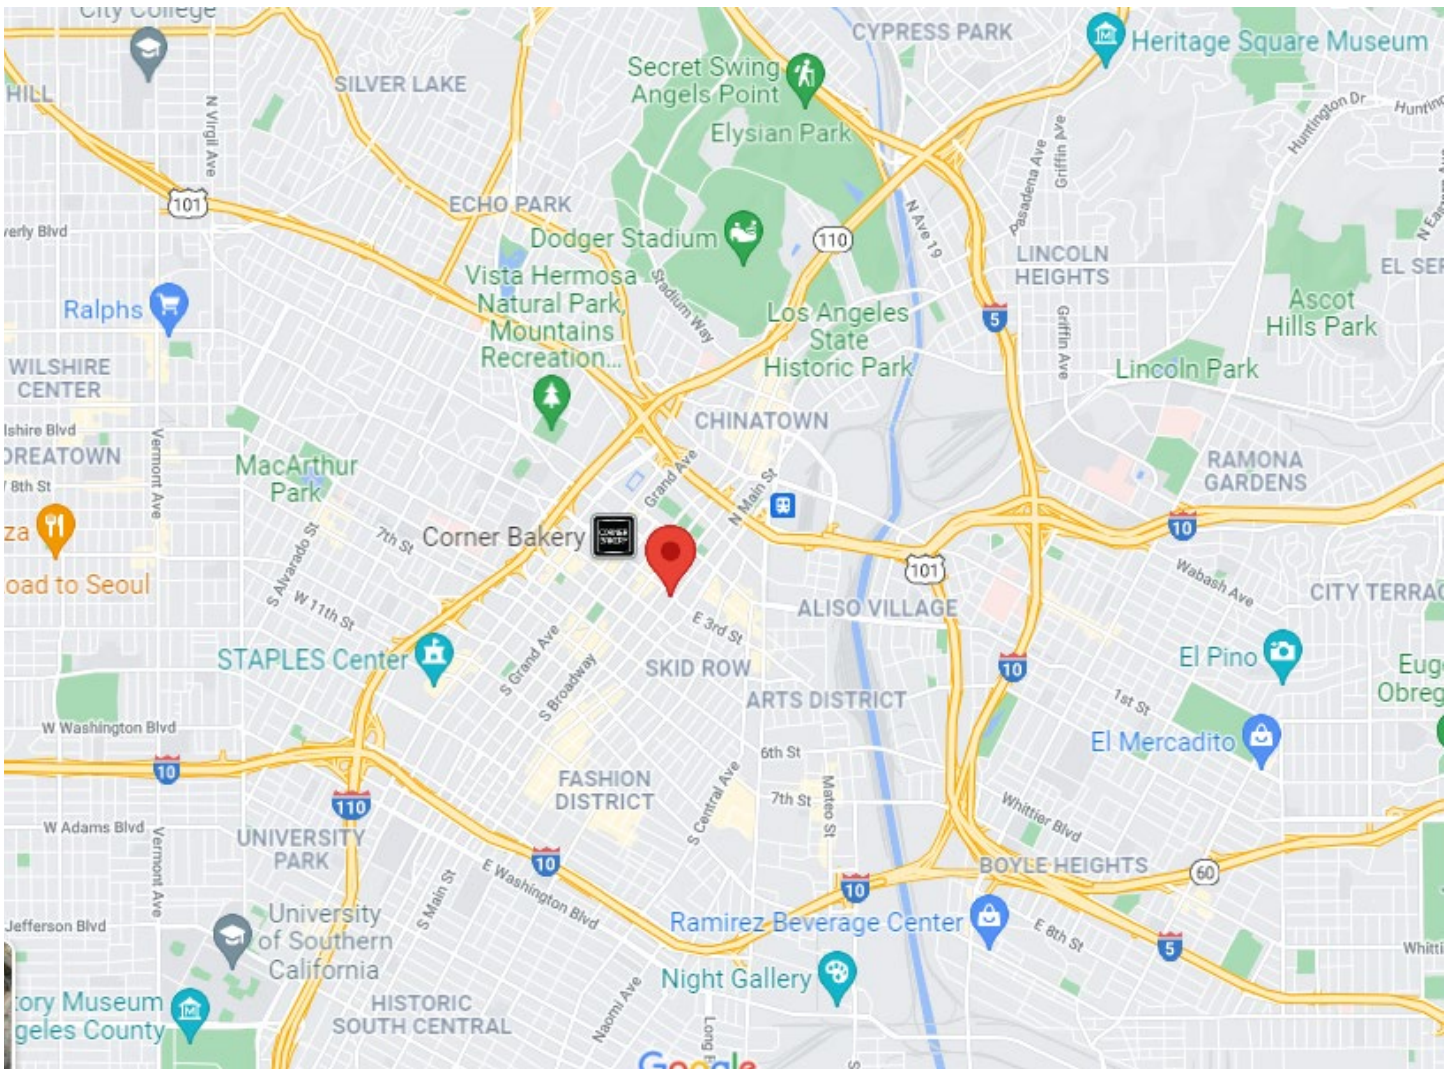 City College
CYPRESS PARK
Heritage Square Museum
Secret Swing
Angels Point
SILVER LAKE
HILL
N Virgil Ave
Elysian Park
Huntington Dr
Griffin Ave
Pasadena Ave
101
ECHO PARK
N Ave 19
verly Blvd
Dodger Stadium
110
LINCOLN
HEIGHTS
EL SER
Vista Hermosa
Natural Park,
Mountains
Recreation...
Stadium Way
Ralphs
5
Los Angeles
State
Historic Park
Ascot
Hills Park
Griffin Ave
WILSHIRE
CENTER
Lincoln Park
CHINATOWN
lshire Blvd
OREATOWN
Vermont Ave
MacArthur
Park
RAMONA
GARDENS
8th St
Grand Ave
N Main St
za
oad to Seoul
10
7th St
Corner Bakery
CORNER
BAKERY
101
Wabash Ave
S Alvarado St
W 11th St
ALISO VILLAGE
CITY TERRAC
E 3rd St
STAPLES Center
S Grand Ave
SKID ROW
10
El Pino
Eug
Obreg
S Broadway
ARTS DISTRICT
1st St
W Washington Blvd
10
El Mercadito
6th St
FASHION
DISTRICT
S Central Ave
7th St
Mateo St
110
Whittier Blvd
W Adams Blvd
Vermont Ave
UNIVERSITY
PARK
10
E Washington Blvd
10
BOYLE HEIGHTS
60
S Main St
Jefferson Blvd
University
of Southern
California
Ramirez Beverage Center
E 8th St
5
Whitti
Night Gallery
tory Museum
geles County
HISTORIC
SOUTH CENTRAL
Naomi Ave
Google